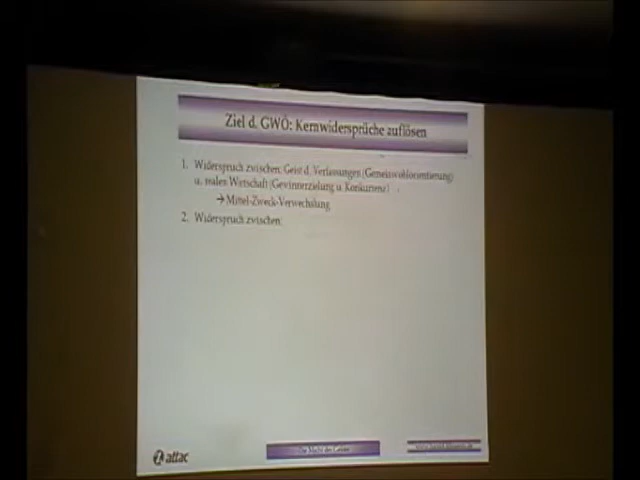 Ziel d. GWÖ: Kernwidersprüche auflösen
1. Widerspruch zwischen: Geist d. Verfassungen (Gemeinwohlorientierung)
u. realen Wirtschaft (Gewinnerzielung u. Konkurrenz)
→ Mittel-Zweck-Verwechslung
2. Widerspruch zwischen:
attac